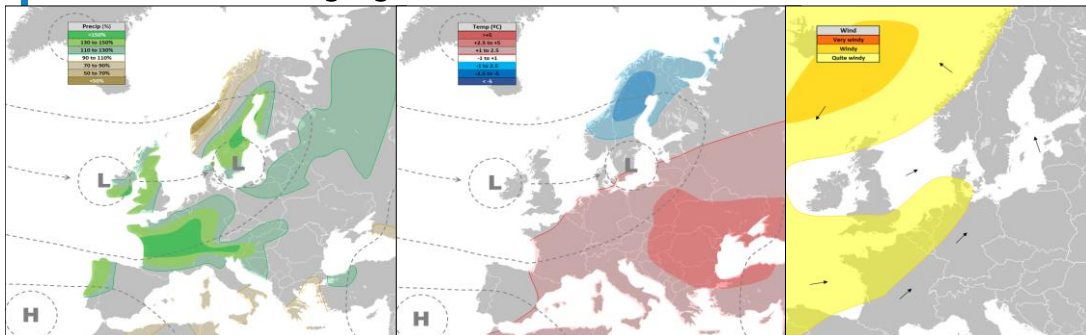 Precip (%)
<150%
130 to 150%
110 to 130%
90 to 110%
70 to 90%
50 to 70%
<50%
L
L
H
Temp (ºC)
>+5
+2.5 to +5
+1 to 2.5
-1 to +1
-1 to 2.5
-2.5 to -5
< -5
L
L
H
Wind
Very windy
Windy
Quite windy